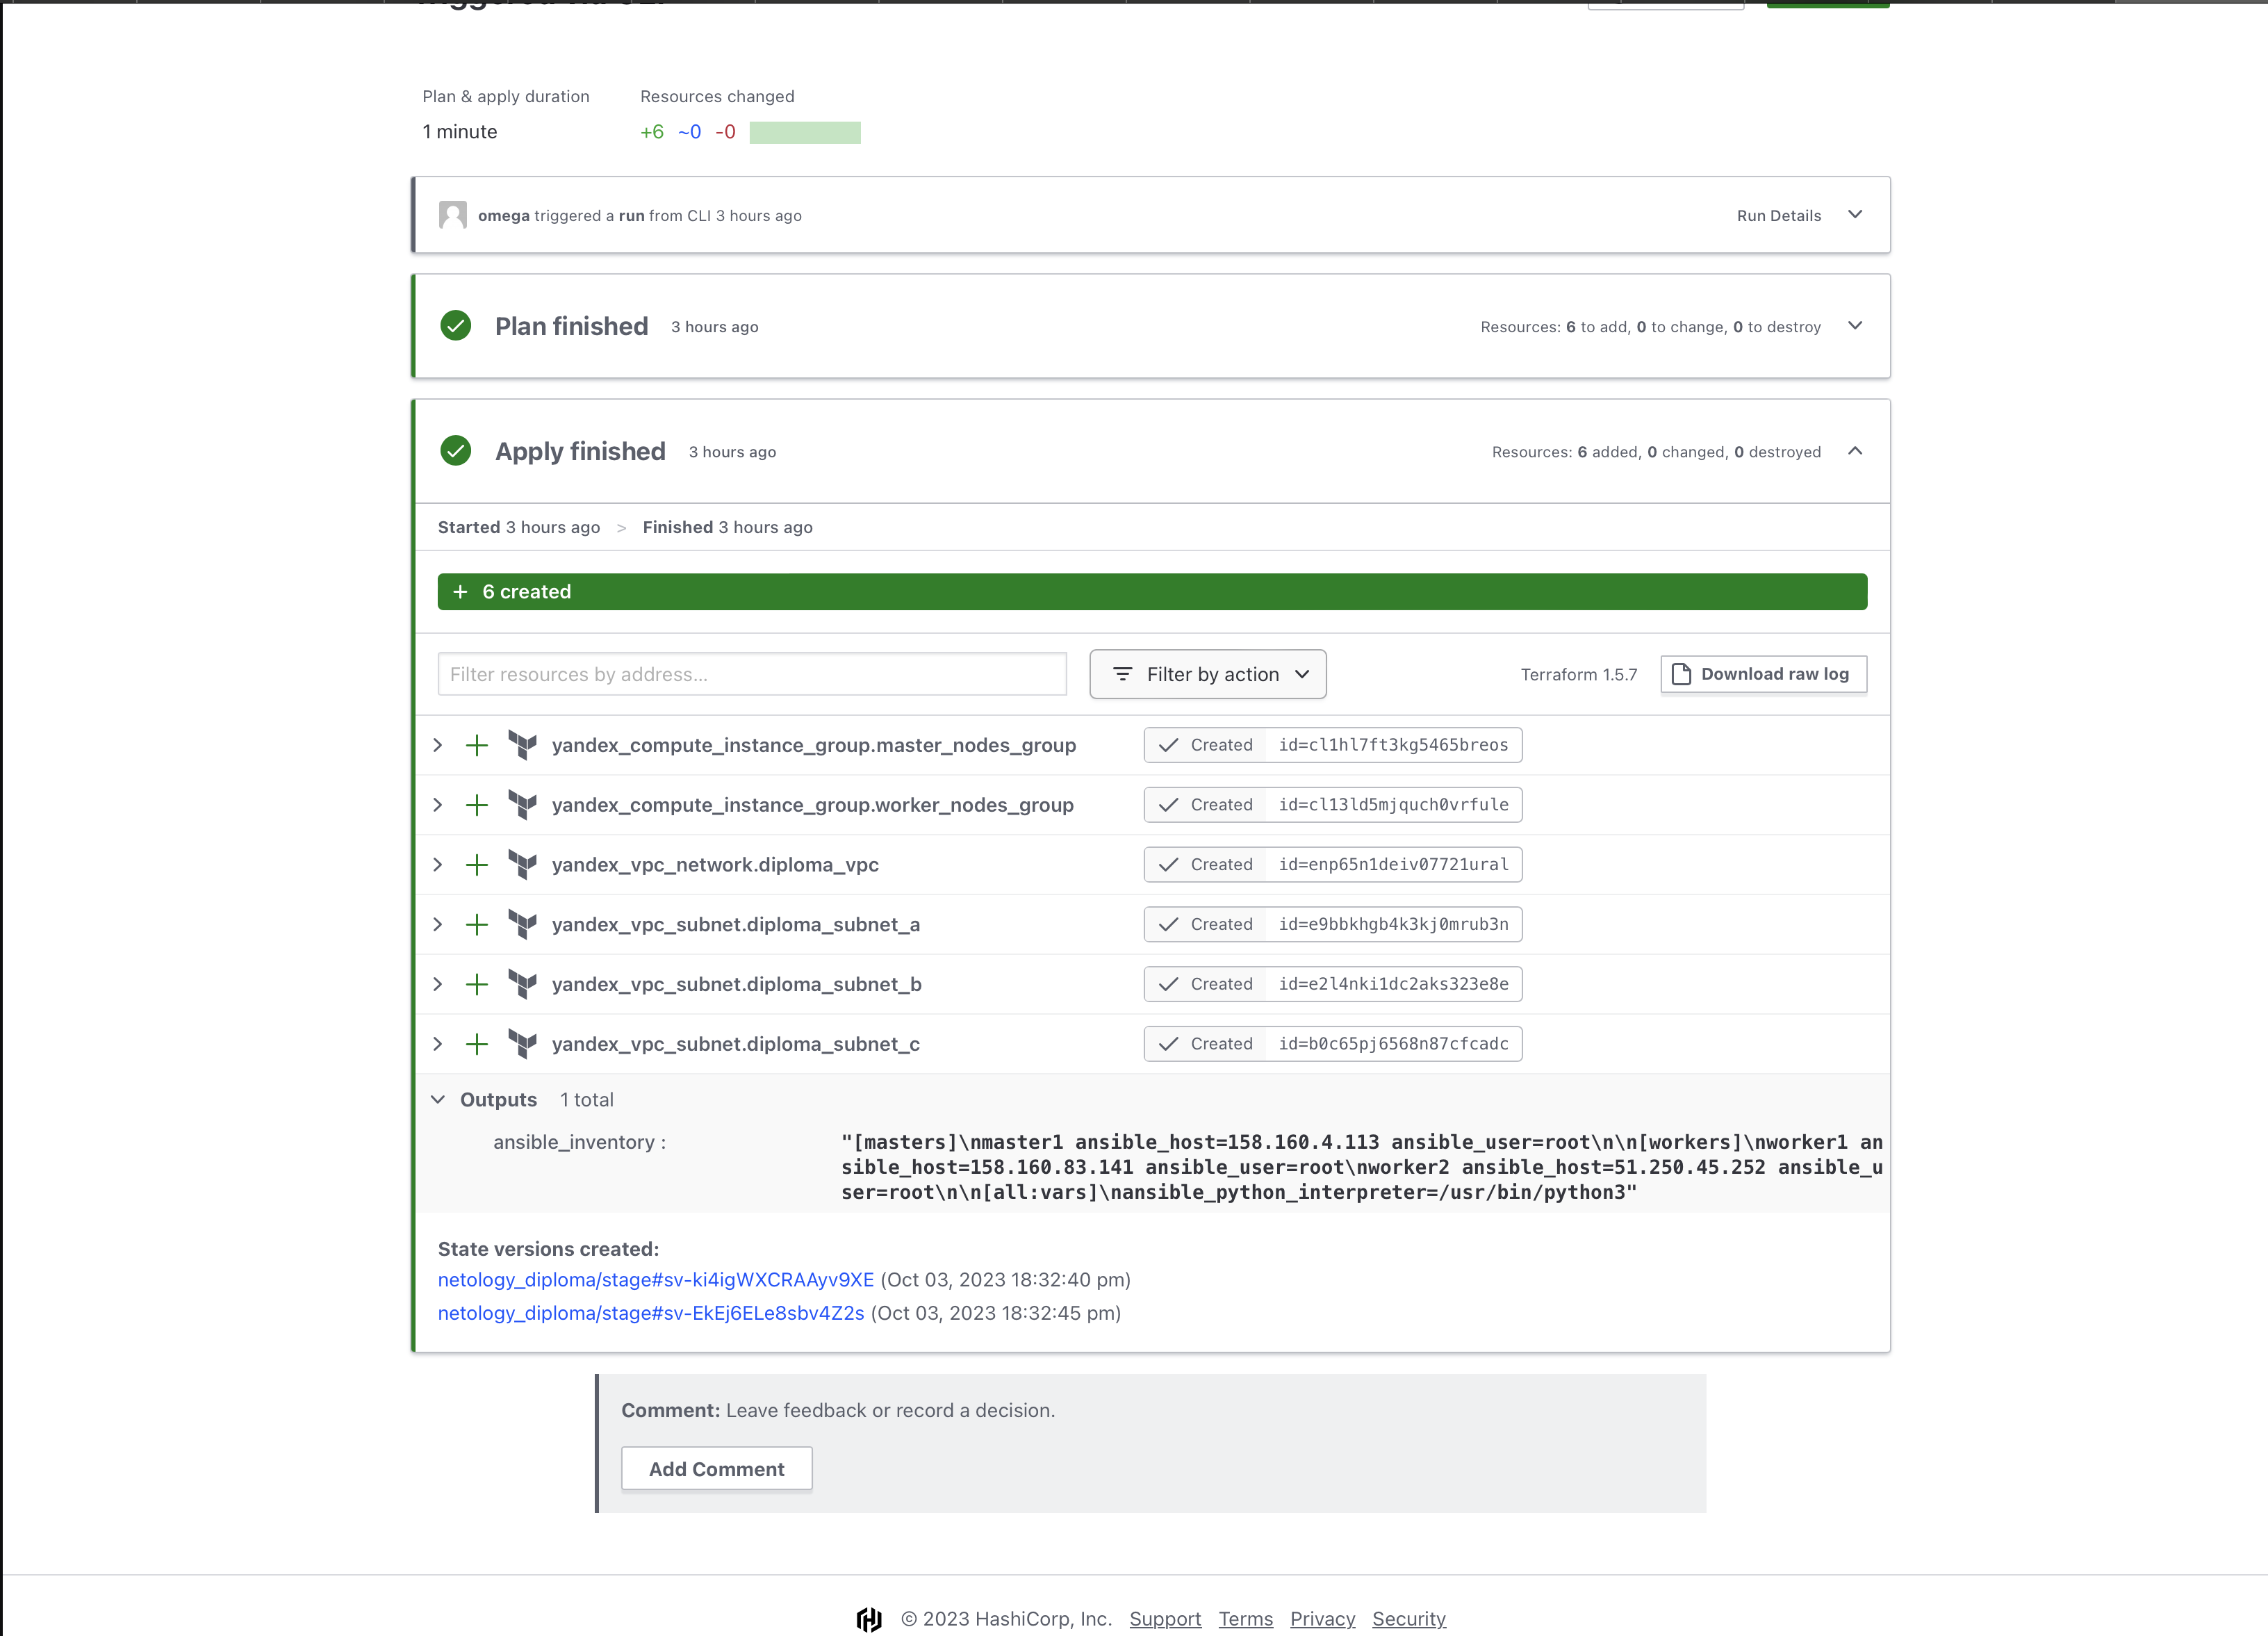 Plan & apply duration Resources changed
1 minute +6 ~0 -0
omega triggered a run from CLI 3 hours ago Run Details
Plan finished 3 hours ago Resources: 6 to add, 0 to change, 0 to destroy
Apply finished 3 hours ago Resources: 6 added, 0 changed, 0 destroyed
Started 3 hours ago > Finished 3 hours ago
+ 6 created
Filter resources by address... Filter by action Terraform 1.5.7 Download raw log
yandex_compute_instance_group.master_nodes_group Created id=cl1hl7ft3kg5465breos
yandex_compute_instance_group.worker_nodes_group Created id=cl13ld5mjquch0vrfule
yandex_vpc_network.diploma_vpc Created id=enp65n1deiv07721ural
yandex_vpc_subnet.diploma_subnet_a Created id=e9bbkhgb4k3kj0mrub3n
yandex_vpc_subnet.diploma_subnet_b Created id=e2l4nki1dc2aks323e8e
yandex_vpc_subnet.diploma_subnet_c Created id=b0c65pj6568n87cfcadc
Outputs 1 total
ansible_inventory : "[masters]\nmaster1 ansible_host=158.160.4.113 ansible_user=root\n\n[workers]\nworker1 an
sible_host=158.160.83.141 ansible_user=root\nworker2 ansible_host=51.250.45.252 ansible_u
ser=root\n\n[all:vars]\nansible_python_interpreter=/usr/bin/python3"
State versions created:
netology_diploma/stage#sv-ki4igWXCRAAyv9XE (Oct 03, 2023 18:32:40 pm)
netology_diploma/stage#sv-EkEj6ELe8sbv4Z2s (Oct 03, 2023 18:32:45 pm)
Comment: Leave feedback or record a decision.
Add Comment
© 2023 HashiCorp, Inc. Support Terms Privacy Security